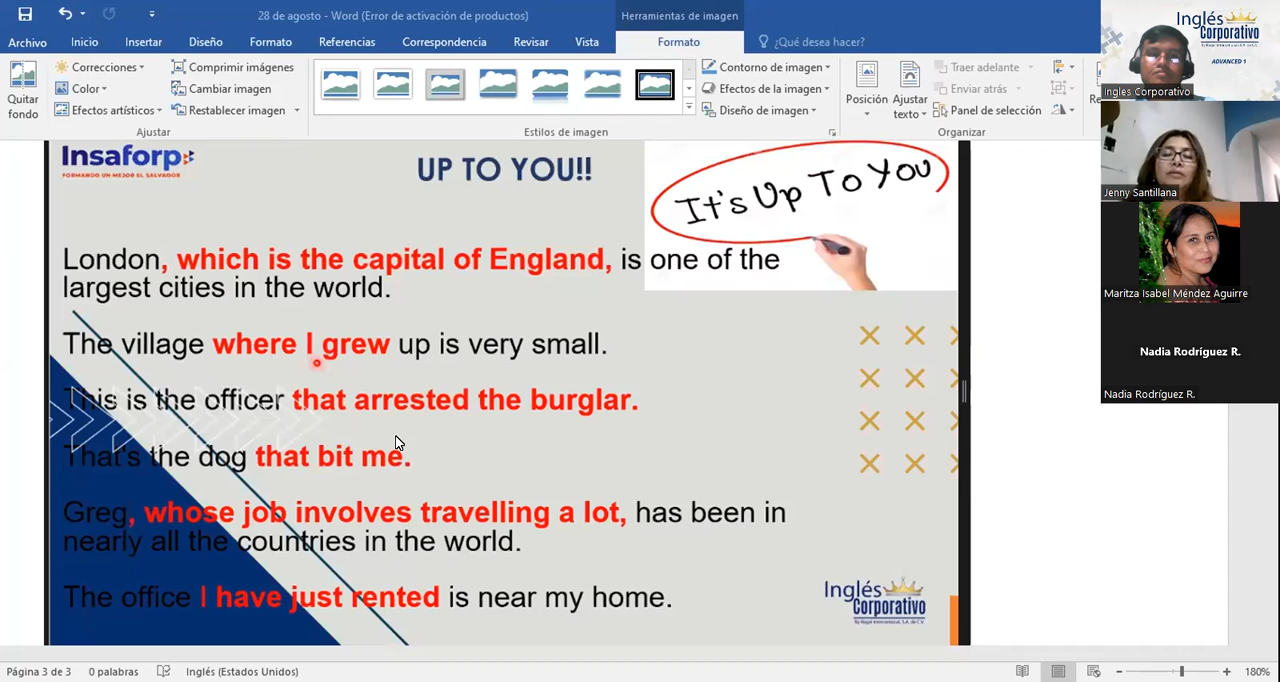 28 de agosto - Word (Error de activación de productos)
Herramientas de imagen
Archivo Inicio Insertar Diseño Formato Referencias Correspondencia Revisar Vista Formato ¿Qué desea hacer?
Quitar fondo
Correcciones
Color
Efectos artísticos
Comprimir imágenes
Cambiar imagen
Restablecer imagen
Ajustar
Estilos de imagen
Contorno de imagen
Efectos de la imagen
Diseño de imagen
Posición
Ajustar texto
Traer adelante
Enviar atrás
Panel de selección
Organizar
Insaforp
FORMANDO UN MEJOR EL SALVADOR
UP TO YOU!!
It's Up To You
London, which is the capital of England, is one of the
largest cities in the world.
The village where I grew up is very small.
This is the officer that arrested the burglar.
That's the dog that bit me.
Greg, whose job involves travelling a lot, has been in
nearly all the countries in the world.
The office I have just rented is near my home.
Inglés
Corporativo
Inglés
Corporativo
ADVANCED 1
Ingles Corporativo
Jenny Santillana
Maritza Isabel Méndez Aguirre
Nadia Rodríguez R.
Nadia Rodríguez R.
Página 3 de 3 0 palabras Inglés (Estados Unidos) 180%